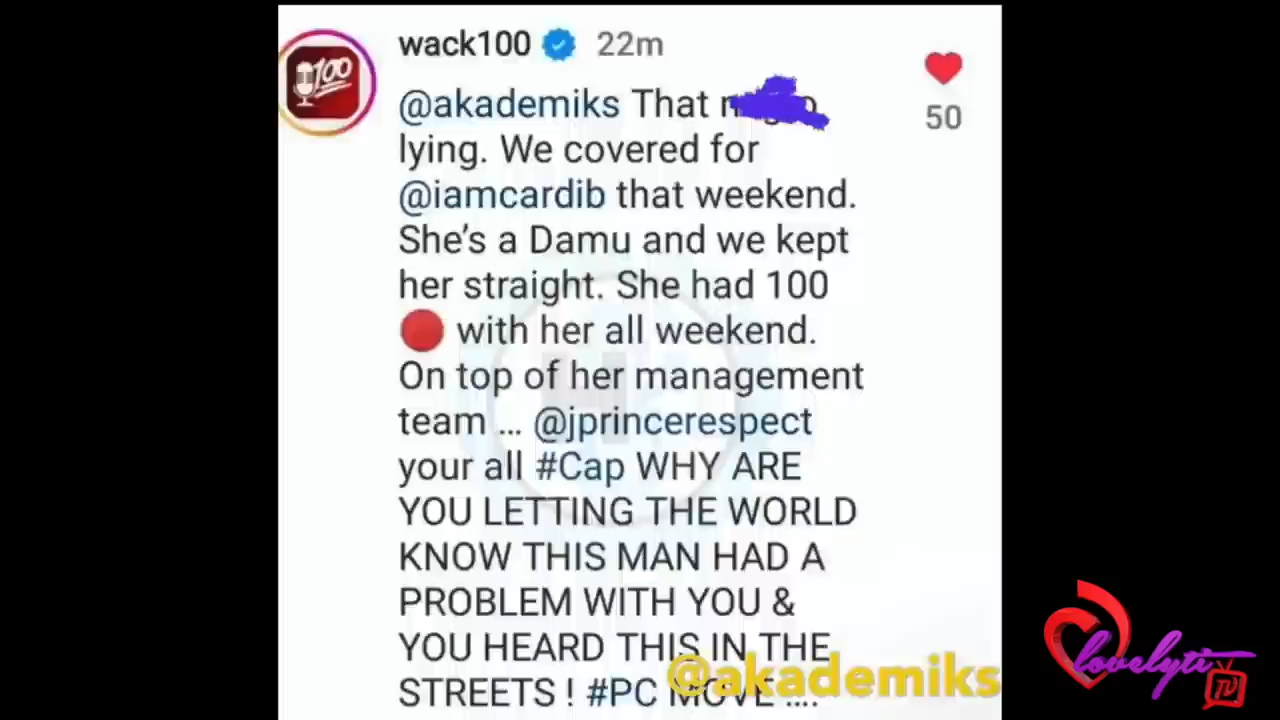 wack100 22m
100
@akademiks That
lying. We covered for
@iamcardib that weekend.
She's a Damu and we kept
her straight. She had 100
🔴 with her all weekend.
On top of her management
team ... @jprincerespect
your all #Cap WHY ARE
YOU LETTING THE WORLD
KNOW THIS MAN HAD A
PROBLEM WITH YOU &
YOU HEARD THIS IN THE
STREETS ! #PC MOVE ....
50
@akademiks
lovelyti
TV